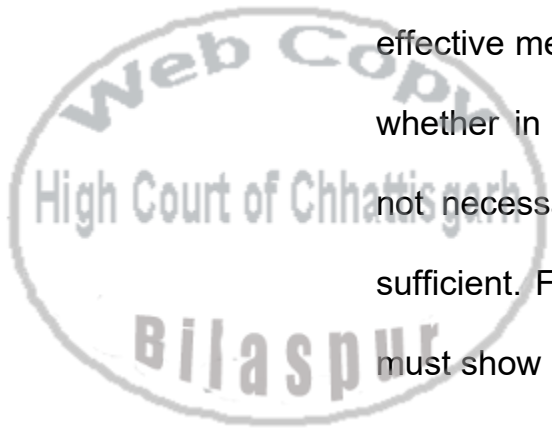 Web Copy
effective me
whether in
High Court of Chhattisgarh
not necess
sufficient. F
Bilaspur
must show